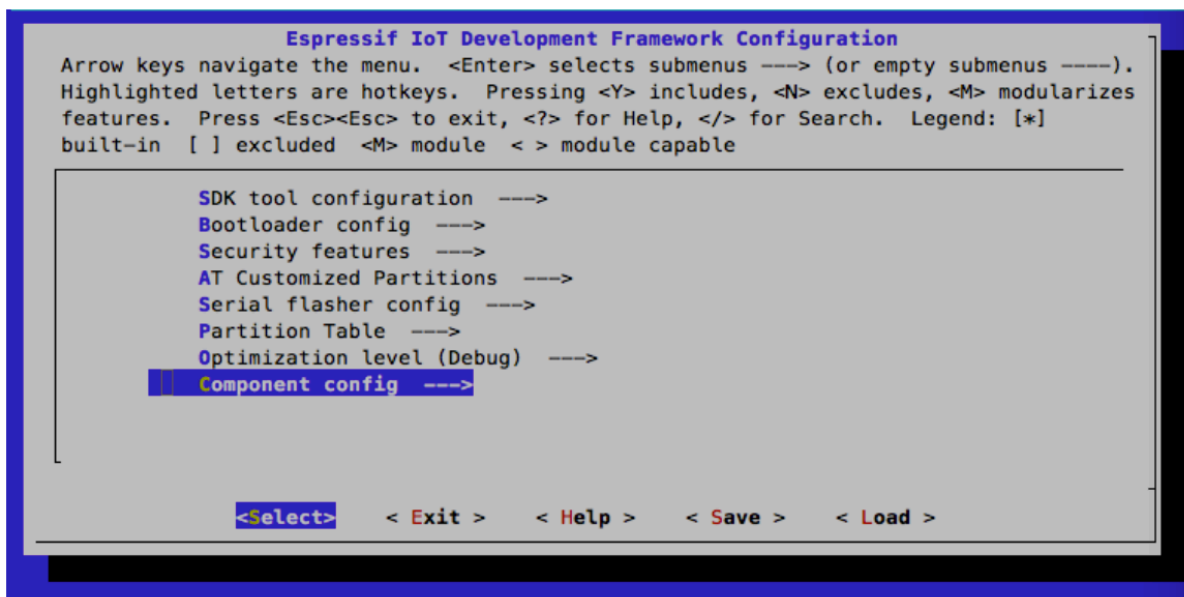 Espressif IoT Development Framework Configuration
Arrow keys navigate the menu.  <Enter> selects submenus ---> (or empty submenus ----).
Highlighted letters are hotkeys.  Pressing <Y> includes, <N> excludes, <M> modularizes
features.  Press <Esc><Esc> to exit, <?> for Help, </> for Search.  Legend: [*]
built-in  [ ] excluded  <M> module  < > module capable
SDK tool configuration  --->
Bootloader config  --->
Security features  --->
AT Customized Partitions  --->
Serial flasher config  --->
Partition Table  --->
Optimization level (Debug)  --->
Component config  --->
<Select>    < Exit >    < Help >    < Save >    < Load >